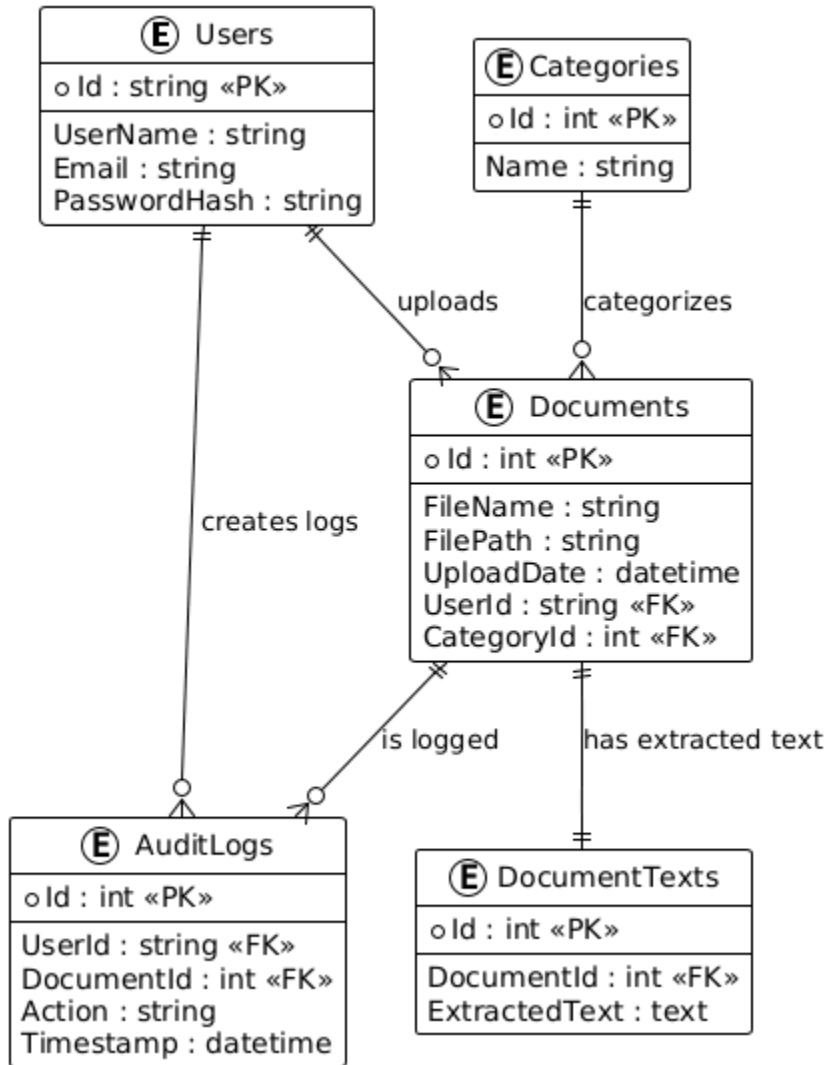 E Users
Id : string «PK»
UserName : string
Email : string
PasswordHash : string
E Categories
Id : int «PK»
Name : string
uploads
categorizes
E Documents
Id : int «PK»
FileName : string
FilePath : string
UploadDate : datetime
UserId : string «FK»
CategoryId : int «FK»
creates logs
is logged
has extracted text
E AuditLogs
Id : int «PK»
UserId : string «FK»
DocumentId : int «FK»
Action : string
Timestamp : datetime
E DocumentTexts
Id : int «PK»
DocumentId : int «FK»
ExtractedText : text